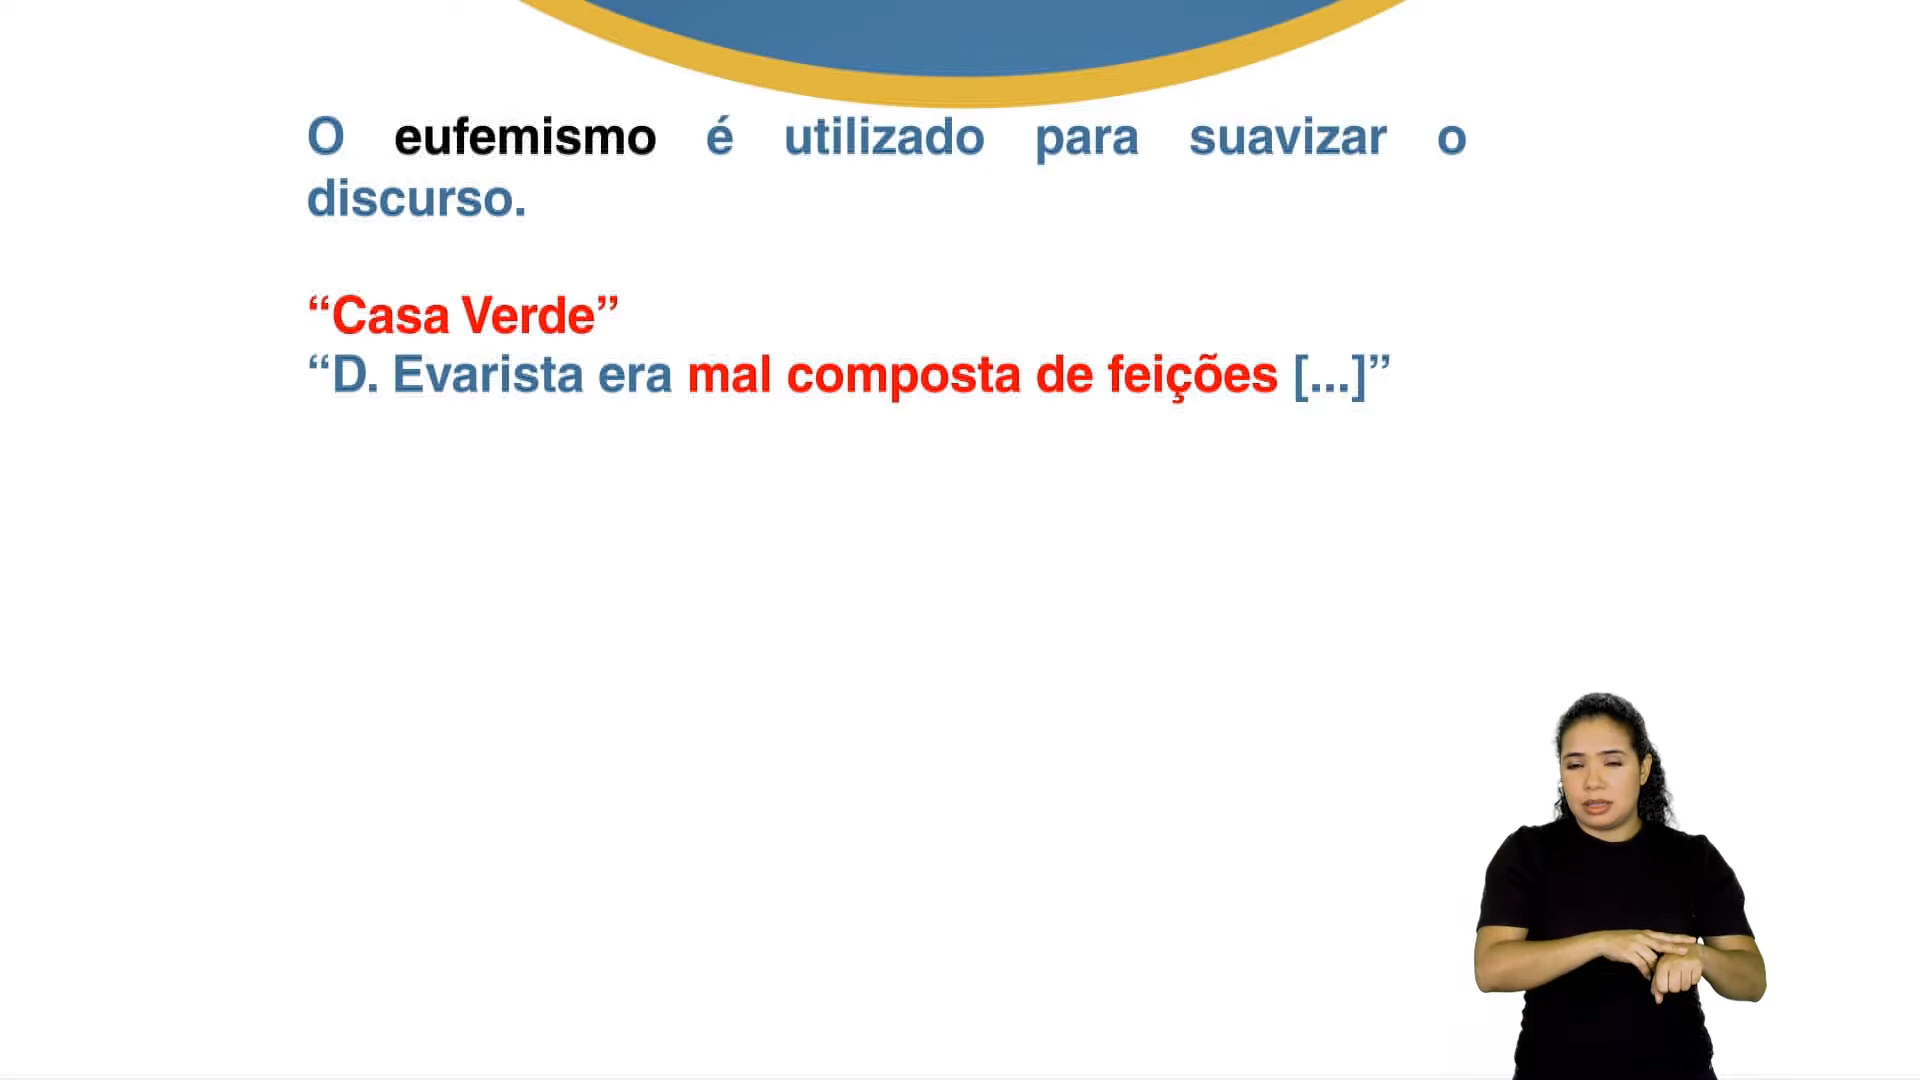 O eufemismo é utilizado para suavizar o
discurso.
“Casa Verde”
“D. Evarista era mal composta de feições [...]”